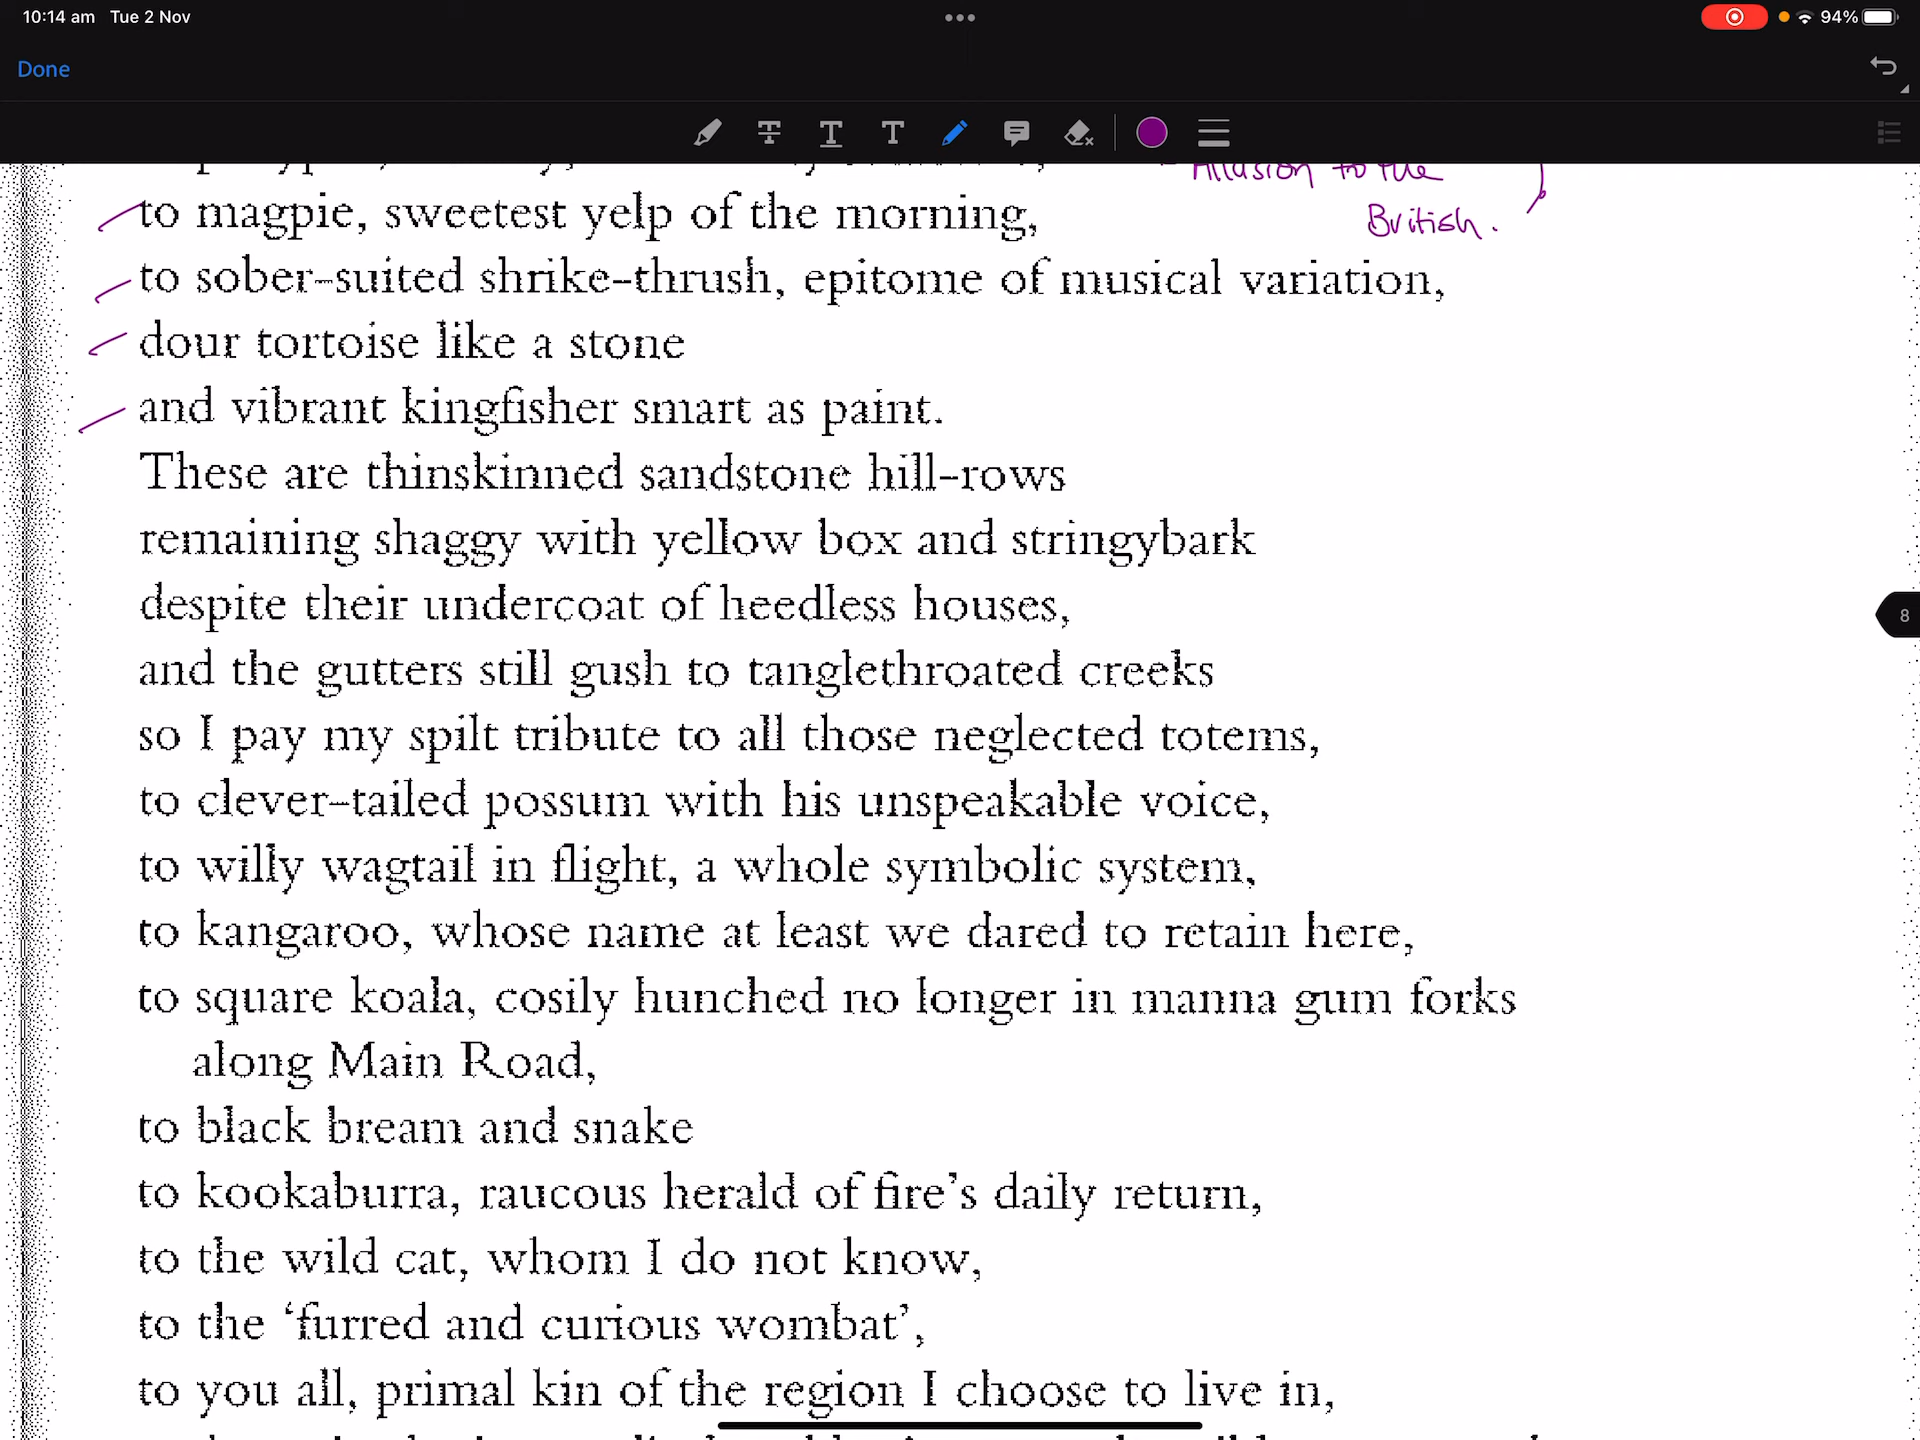 10:14 am Tue 2 Nov
94%
Done
Allusion to the
British.
to magpie, sweetest yelp of the morning,
to sober-suited shrike-thrush, epitome of musical variation,
dour tortoise like a stone
and vibrant kingfisher smart as paint.
These are thinskinned sandstone hill-rows
remaining shaggy with yellow box and stringybark
despite their undercoat of heedless houses,
8
and the gutters still gush to tanglethroated creeks
so I pay my spilt tribute to all those neglected totems,
to clever-tailed possum with his unspeakable voice,
to willy wagtail in flight, a whole symbolic system,
to kangaroo, whose name at least we dared to retain here,
to square koala, cosily hunched no longer in manna gum forks
along Main Road,
to black bream and snake
to kookaburra, raucous herald of fire's daily return,
to the wild cat, whom I do not know,
to the ‘furred and curious wombat’,
to you all, primal kin of the region I choose to live in,